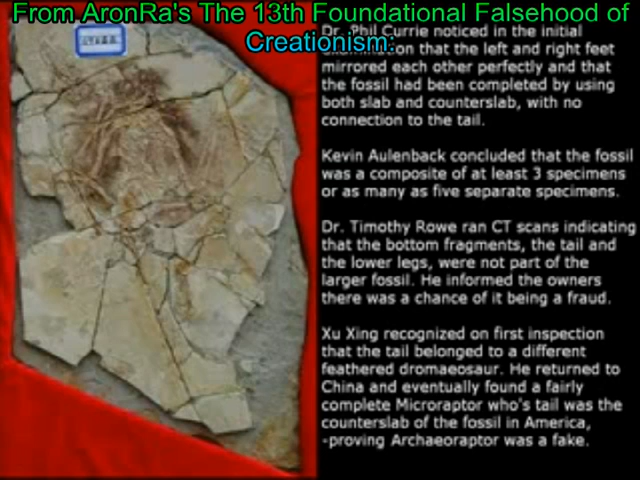 From AronRa's The 13th Foundational Falsehood of
Creationism:
Dr. Phil Currie noticed in the initial
that the left and right feet
mirrored each other perfectly and that
the fossil had been completed by using
both slab and counterslab, with no
connection to the tail.
Kevin Aulenback concluded that the fossil
was a composite of at least 3 specimens
or as many as five separate specimens.
Dr. Timothy Rowe ran CT scans indicating
that the bottom fragments, the tail and
the lower legs, were not part of the
larger fossil. He informed the owners
there was a chance of it being a fraud.
Xu Xing recognized on first inspection
that the tail belonged to a different
feathered dromaeosaur. He returned to
China and eventually found a fairly
complete Microraptor who's tail was the
counterslab of the fossil in America,
-proving Archaeoraptor was a fake.